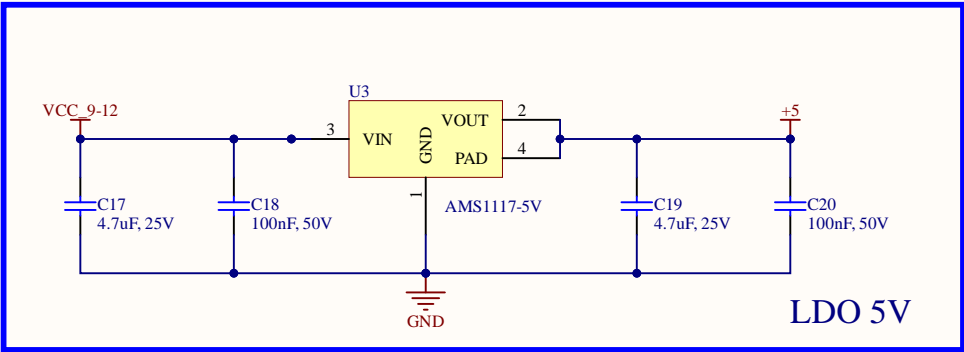 U3
VCC_9-12
2
+5
VOUT
3
VIN
GND
4
PAD
1
AMS1117-5V
C17
4.7uF, 25V
C18
100nF, 50V
C19
4.7uF, 25V
C20
100nF, 50V
GND
LDO 5V